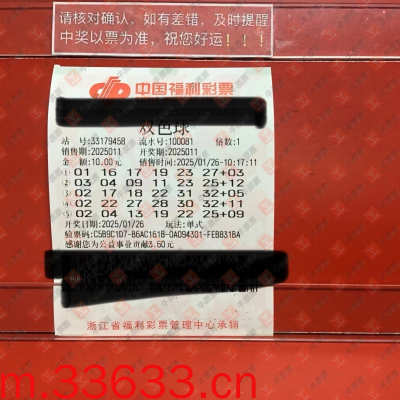 请核对确认，如有差错，及时提醒
中奖以票为准，祝您好运！！！
中国福利彩票
双色球
站 号:33179458 流水号:100081 倍数:1
销售期:2025011 开奖期:2025011
金 额:10.00元 销售时间:2025/01/26-10:17:11
① 01 16 17 19 23 27+03
② 03 04 09 11 23 25+12
③ 02 17 18 22 31 32+05
④ 02 22 27 28 30 32+11
⑤ 02 04 13 19 22 25+09
开奖日期:2025/01/26 玩法:单式
验票码:C5B9C1D7-86AC161B-0A094301-FEB831BA
感谢您为公益事业贡献3.60元
浙江省福利彩票管理中心承销
m.33633.cn